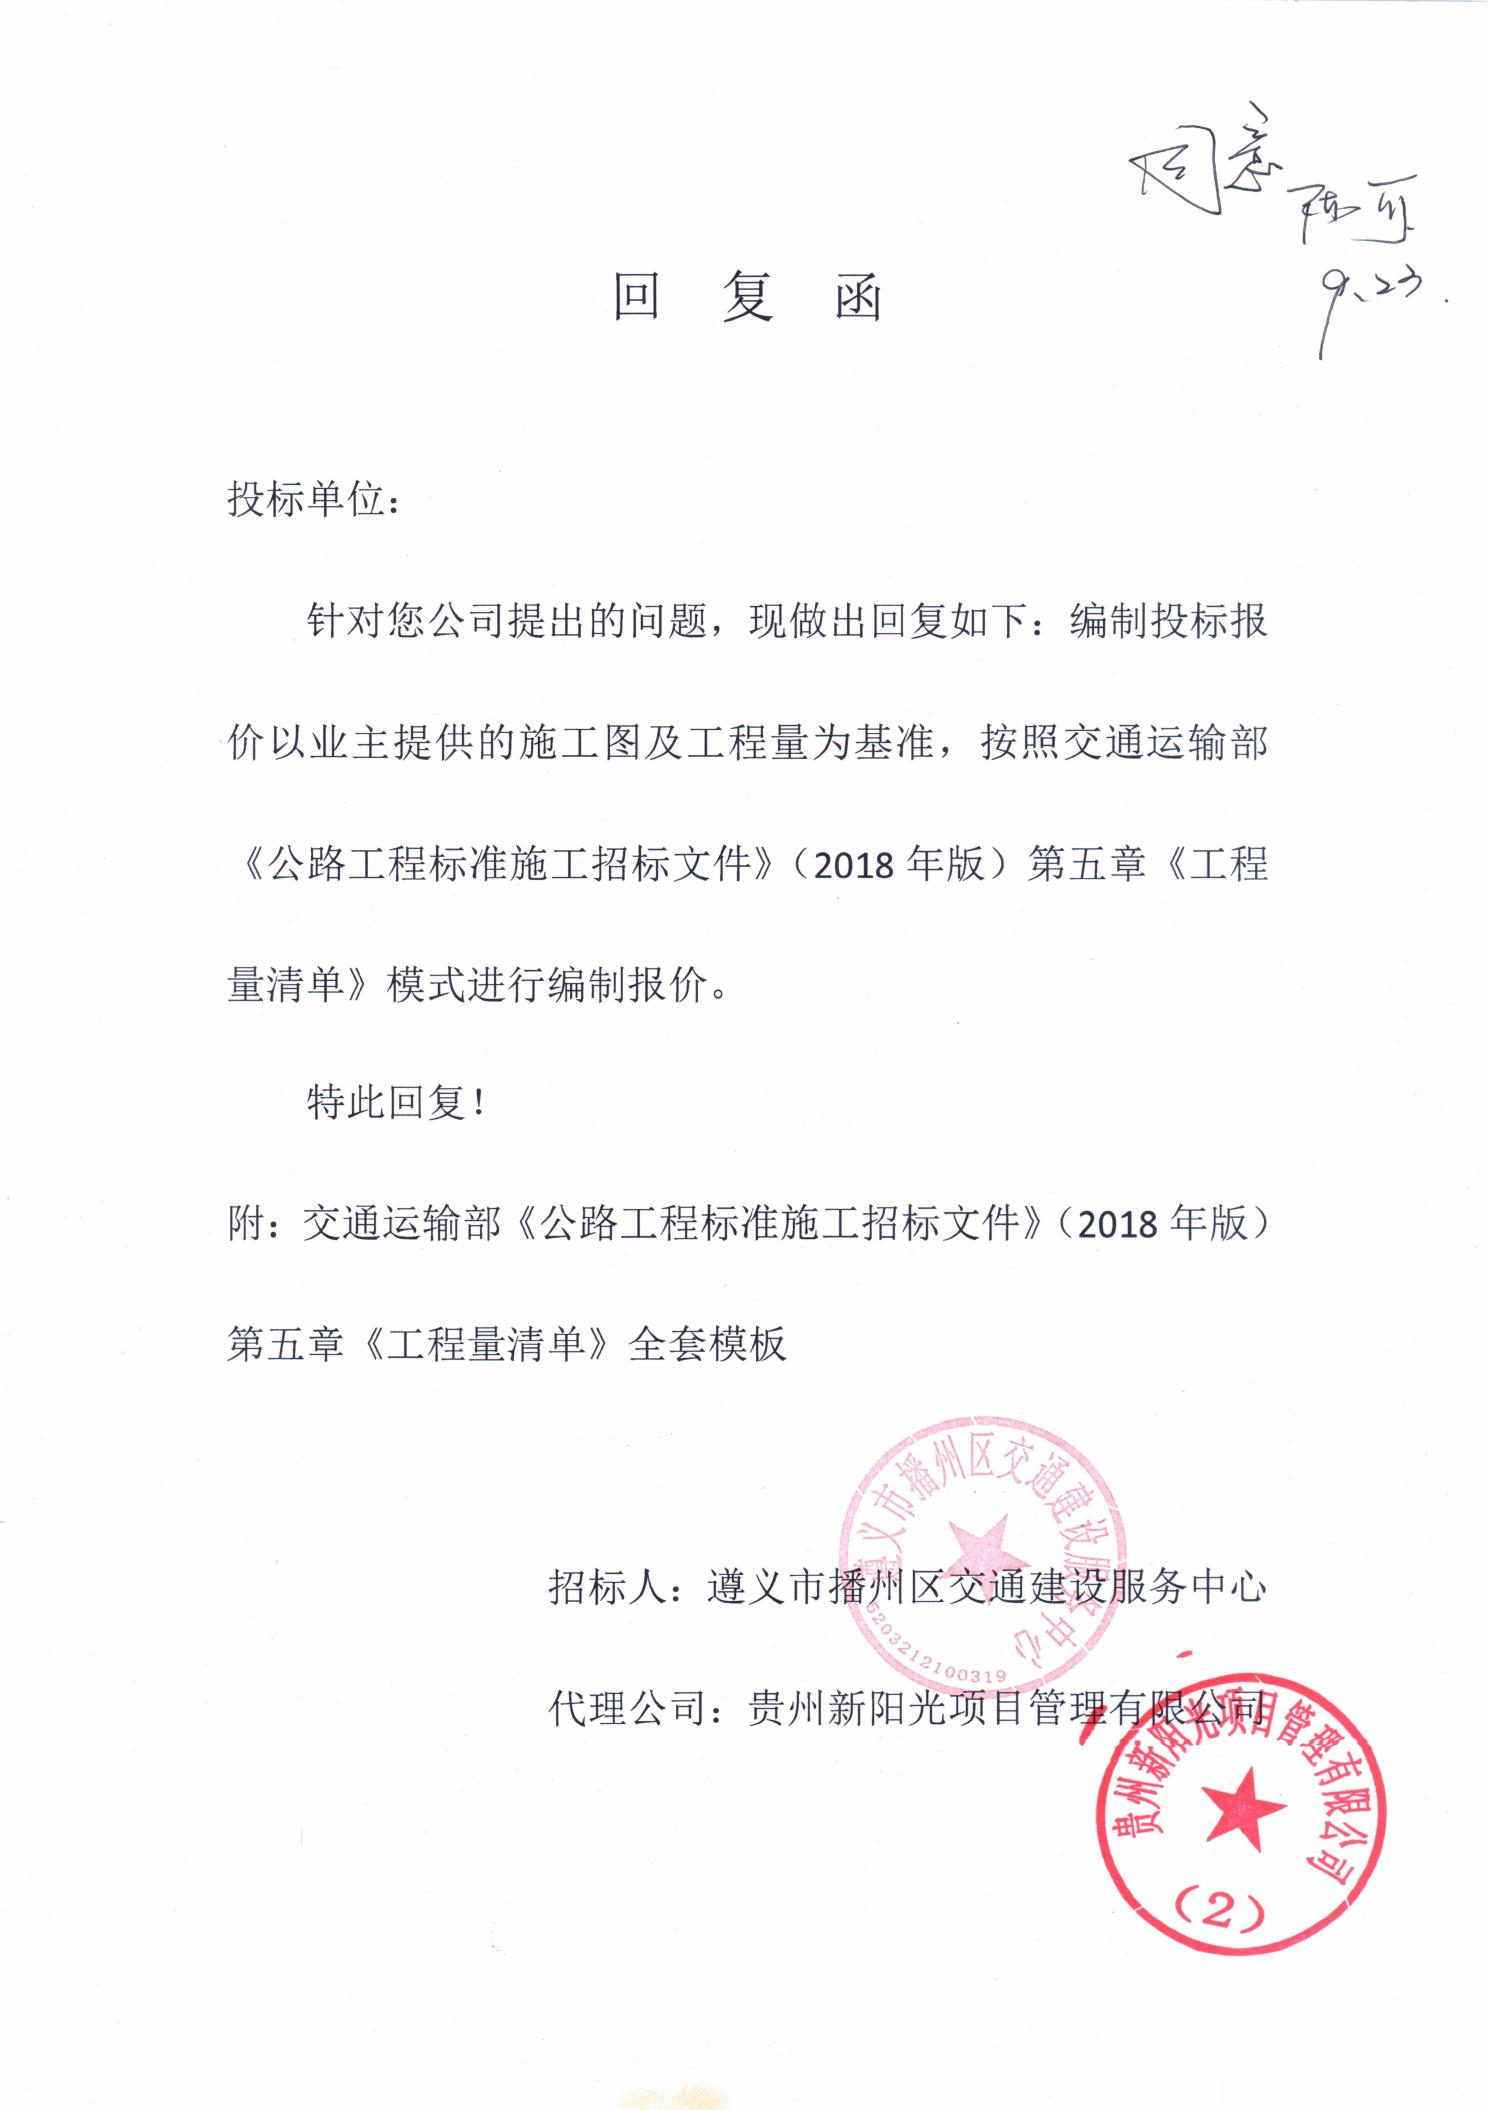 同意
9.23.
回 复 函
投标单位：
针对您公司提出的问题，现做出回复如下：编制投标报
价以业主提供的施工图及工程量为基准，按照交通运输部
《公路工程标准施工招标文件》（2018 年版）第五章《工程
量清单》模式进行编制报价。
特此回复！
附：交通运输部《公路工程标准施工招标文件》（2018 年版）
第五章《工程量清单》全套模板
遵义市播州区交通建设服务中心
5203212100319
招标人：遵义市播州区交通建设服务中心
代理公司：贵州新阳光项目管理有限公司
贵州新阳光项目管理有限公司
（2）